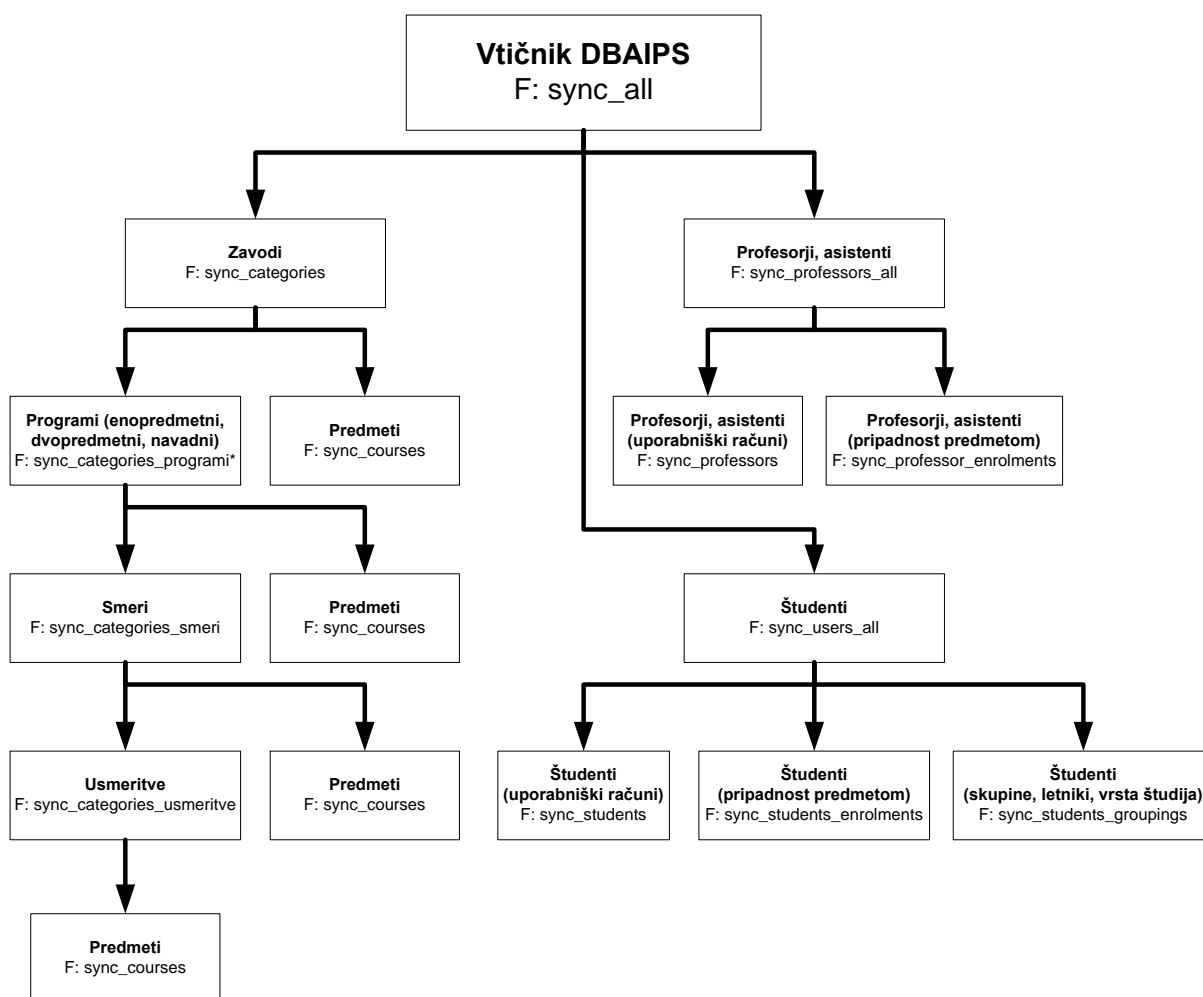 Vtičnik DBAIPS
F: sync_all
Zavodi
F: sync_categories
Profesorji, asistenti
F: sync_professors_all
Programi (enopredmetni,
dvopredmetni, navadni)
F: sync_categories_programi*
Predmeti
F: sync_courses
Profesorji, asistenti
(uporabniški računi)
F: sync_professors
Profesorji, asistenti
(pripadnost predmetom)
F: sync_professor_enrolments
Smeri
F: sync_categories_smeri
Predmeti
F: sync_courses
Študenti
F: sync_users_all
Usmeritve
F: sync_categories_usmeritve
Predmeti
F: sync_courses
Študenti
(uporabniški računi)
F: sync_students
Študenti
(pripadnost predmetom)
F: sync_students_enrolments
Študenti
(skupine, letniki, vrsta študija)
F: sync_students_groupings
Predmeti
F: sync_courses